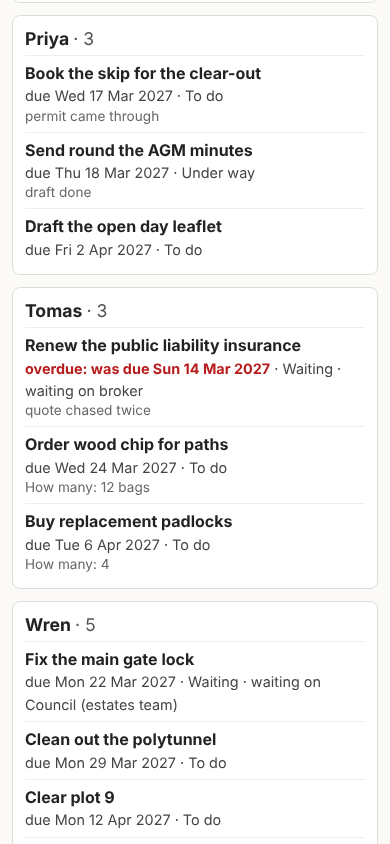 Priya · 3
Book the skip for the clear-out
due Wed 17 Mar 2027 · To do
permit came through
Send round the AGM minutes
due Thu 18 Mar 2027 · Under way
draft done
Draft the open day leaflet
due Fri 2 Apr 2027 · To do
Tomas · 3
Renew the public liability insurance
overdue: was due Sun 14 Mar 2027 · Waiting ·
waiting on broker
quote chased twice
Order wood chip for paths
due Wed 24 Mar 2027 · To do
How many: 12 bags
Buy replacement padlocks
due Tue 6 Apr 2027 · To do
How many: 4
Wren · 5
Fix the main gate lock
due Mon 22 Mar 2027 · Waiting · waiting on
Council (estates team)
Clean out the polytunnel
due Mon 29 Mar 2027 · To do
Clear plot 9
due Mon 12 Apr 2027 · To do